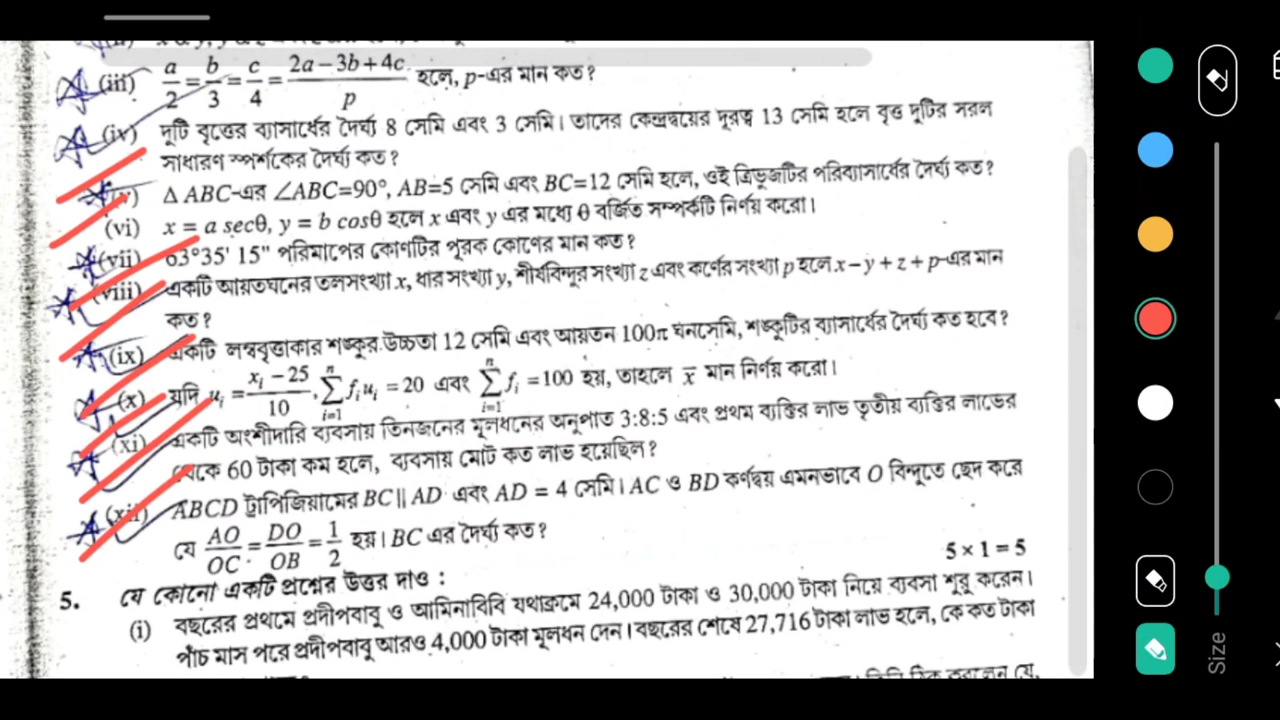 (iii) a/2 = b/3 = c/4 = (2a − 3b + 4c)/p হলে, p-এর মান কত?
(iv) দুটি বৃত্তের ব্যাসার্ধের দৈর্ঘ্য 8 সেমি এবং 3 সেমি। তাদের কেন্দ্রদ্বয়ের দূরত্ব 13 সেমি হলে বৃত্ত দুটির সরল
সাধারণ স্পর্শকের দৈর্ঘ্য কত?
(v) Δ ABC-এর ∠ABC=90°, AB=5 সেমি এবং BC=12 সেমি হলে, ওই ত্রিভুজটির পরিব্যাসার্ধের দৈর্ঘ্য কত?
(vi) x = a secθ, y = b cosθ হলে x এবং y এর মধ্যে θ বর্জিত সম্পর্কটি নির্ণয় করো।
(vii) 63°35' 15" পরিমাপের কোণটির পূরক কোণের মান কত?
(viii) একটি আয়তঘনের তলসংখ্যা x, ধার সংখ্যা y, শীর্ষবিন্দুর সংখ্যা z এবং কর্ণের সংখ্যা p হলে x − y + z + p-এর মান
কত?
(ix) একটি লম্ববৃত্তাকার শঙ্কুর উচ্চতা 12 সেমি এবং আয়তন 100π ঘনসেমি, শঙ্কুটির ব্যাসার্ধের দৈর্ঘ্য কত হবে?
(x) যদি uᵢ = (xᵢ − 25)/10, ∑ᵢ₌₁ⁿ fᵢuᵢ = 20 এবং ∑ᵢ₌₁ⁿ fᵢ = 100 হয়, তাহলে x̄ মান নির্ণয় করো।
(xi) একটি অংশীদারি ব্যবসায় তিনজনের মূলধনের অনুপাত 3:8:5 এবং প্রথম ব্যক্তির লাভ তৃতীয় ব্যক্তির লাভের
থেকে 60 টাকা কম হলে, ব্যবসায় মোট কত লাভ হয়েছিল?
(xii) ABCD ট্রাপিজিয়ামের BC || AD এবং AD = 4 সেমি। AC ও BD কর্ণদ্বয় এমনভাবে O বিন্দুতে ছেদ করে
যে AO/OC = DO/OB = 1/2 হয়। BC এর দৈর্ঘ্য কত?
5. যে কোনো একটি প্রশ্নের উত্তর দাও : 5 × 1 = 5
(i) বছরের প্রথমে প্রদীপবাবু ও আমিনাবিবি যথাক্রমে 24,000 টাকা ও 30,000 টাকা নিয়ে ব্যবসা শুরু করেন।
পাঁচ মাস পরে প্রদীপবাবু আরও 4,000 টাকা মূলধন দেন। বছরের শেষে 27,716 টাকা লাভ হলে, কে কত টাকা
Size